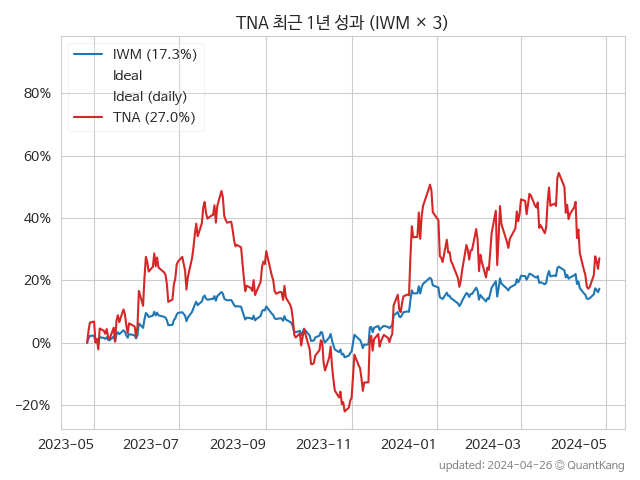 TNA 최근 1년 성과 (IWM × 3)
IWM (17.3%)
Ideal
Ideal (daily)
TNA (27.0%)
80%
60%
40%
20%
0%
−20%
2023-05 2023-07 2023-09 2023-11 2024-01 2024-03 2024-05
updated: 2024-04-26 © QuantKang